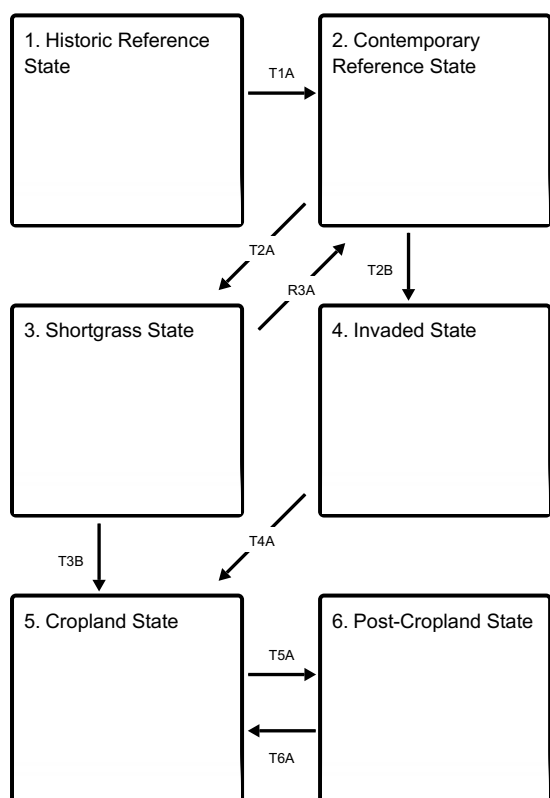 1. Historic Reference
State
T1A
2. Contemporary
Reference State
T2A
R3A
T2B
3. Shortgrass State
4. Invaded State
T3B
T4A
5. Cropland State
T5A
6. Post-Cropland State
T6A